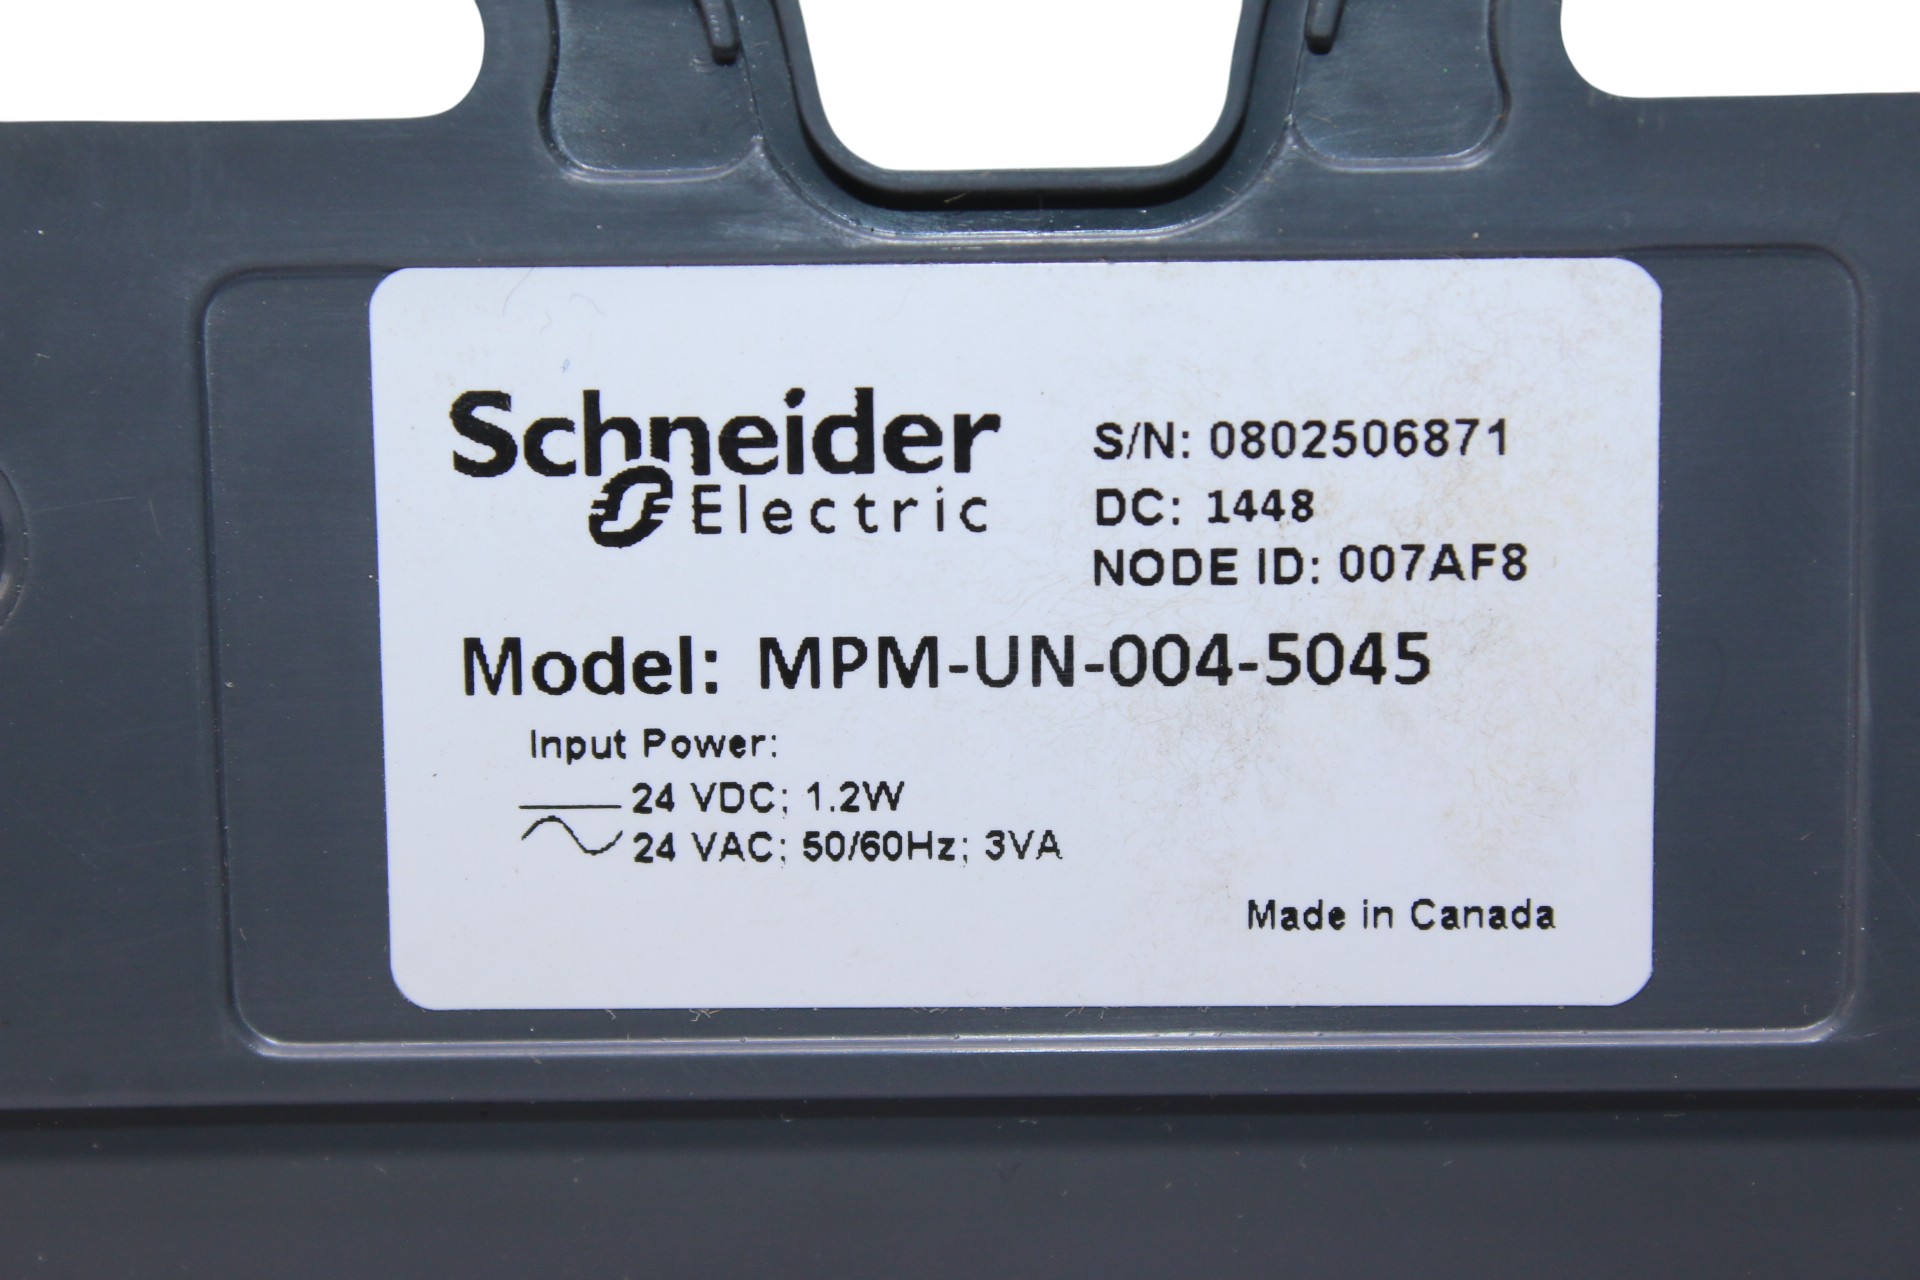 Schneider
Electric
S/N: 0802506871
DC: 1448
NODE ID: 007AF8
Model: MPM-UN-004-5045
Input Power:
24 VDC; 1.2W
24 VAC; 50/60Hz; 3VA
Made in Canada